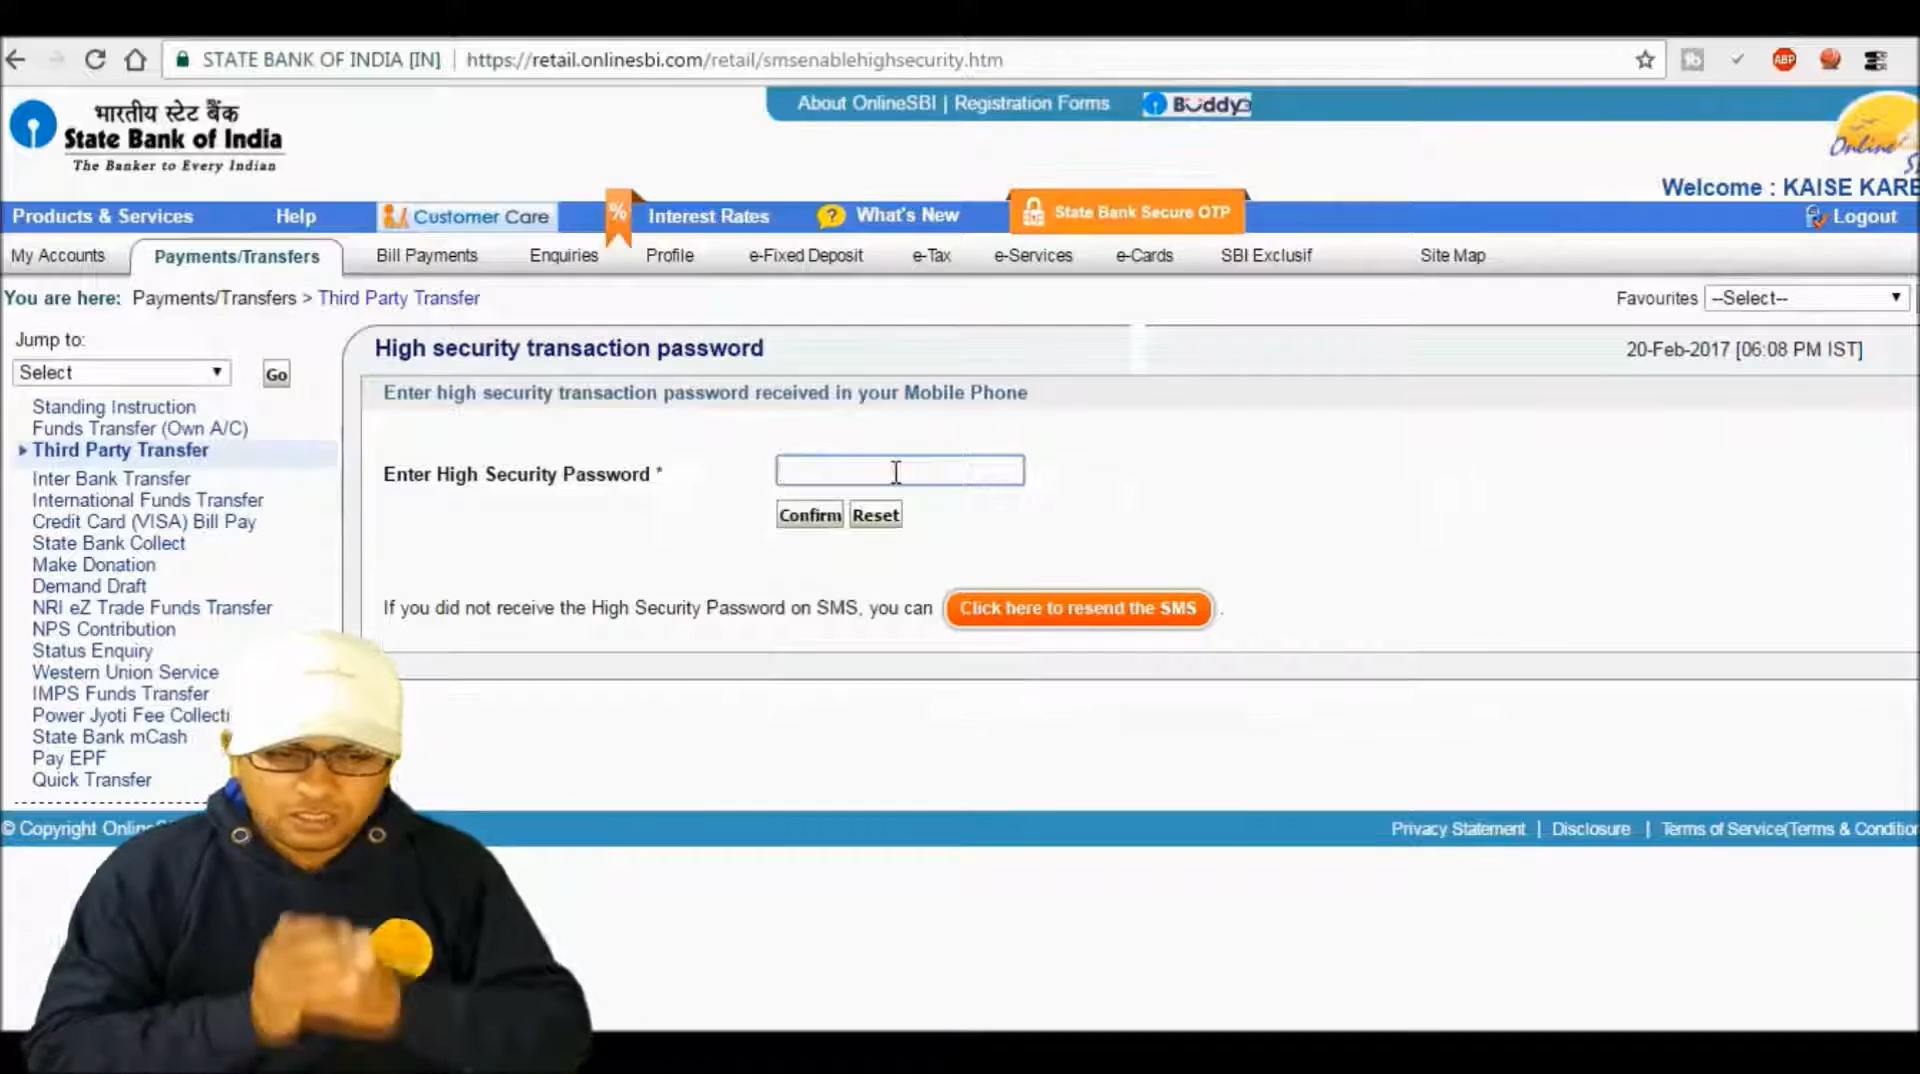 STATE BANK OF INDIA [IN] | https://retail.onlinesbi.com/retail/smsenablehighsecurity.htm
ABP
About OnlineSBI | Registration Forms
Buddy
भारतीय स्टेट बैंक
State Bank of India
The Banker to Every Indian
Online
Welcome : KAISE KARE
Products & Services
Help
Customer Care
%
Interest Rates
?
What's New
State Bank Secure OTP
Logout
My Accounts
Payments/Transfers
Bill Payments
Enquiries
Profile
e-Fixed Deposit
e-Tax
e-Services
e-Cards
SBI Exclusif
Site Map
You are here: Payments/Transfers > Third Party Transfer
Favourites --Select--
Jump to:
Select
Go
Standing Instruction
Funds Transfer (Own A/C)
Third Party Transfer
Inter Bank Transfer
International Funds Transfer
Credit Card (VISA) Bill Pay
State Bank Collect
Make Donation
Demand Draft
NRI eZ Trade Funds Transfer
NPS Contribution
Status Enquiry
Western Union Service
IMPS Funds Transfer
Power Jyoti Fee Collecti
State Bank mCash
Pay EPF
Quick Transfer
High security transaction password
20-Feb-2017 [06:08 PM IST]
Enter high security transaction password received in your Mobile Phone
Enter High Security Password *
Confirm Reset
If you did not receive the High Security Password on SMS, you can Click here to resend the SMS .
© Copyright Onlin
Privacy Statement | Disclosure | Terms of Service(Terms & Conditior